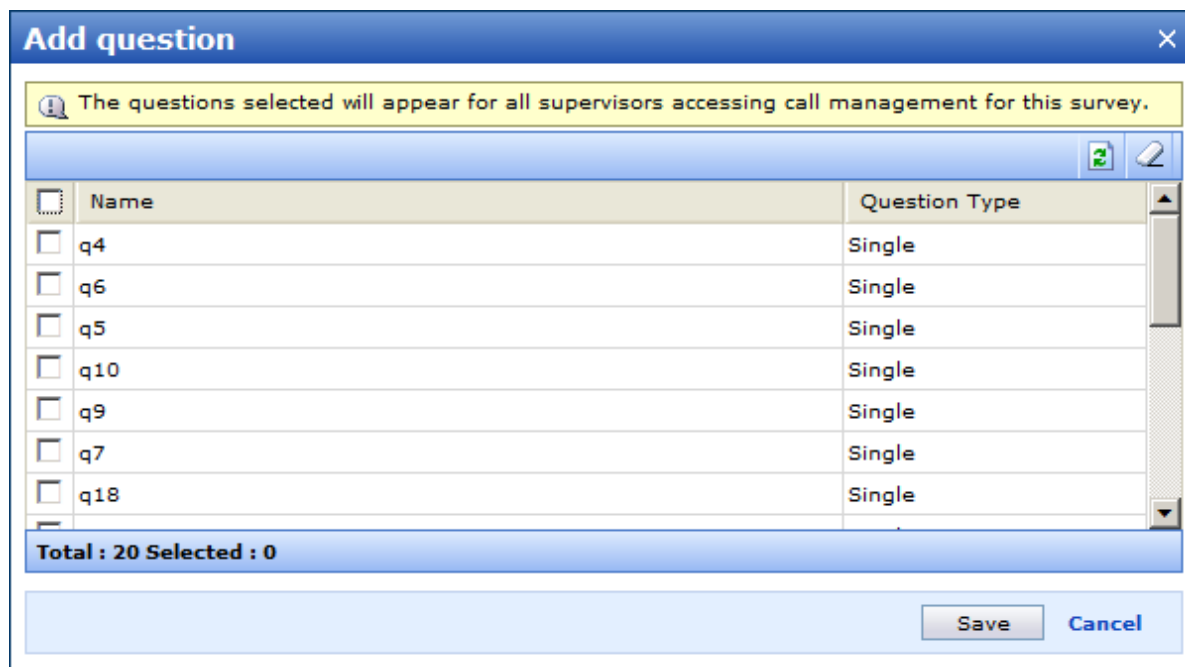 Add question
The questions selected will appear for all supervisors accessing call management for this survey.
Name Question Type
q4 Single
q6 Single
q5 Single
q10 Single
q9 Single
q7 Single
q18 Single
Total : 20 Selected : 0
Save Cancel